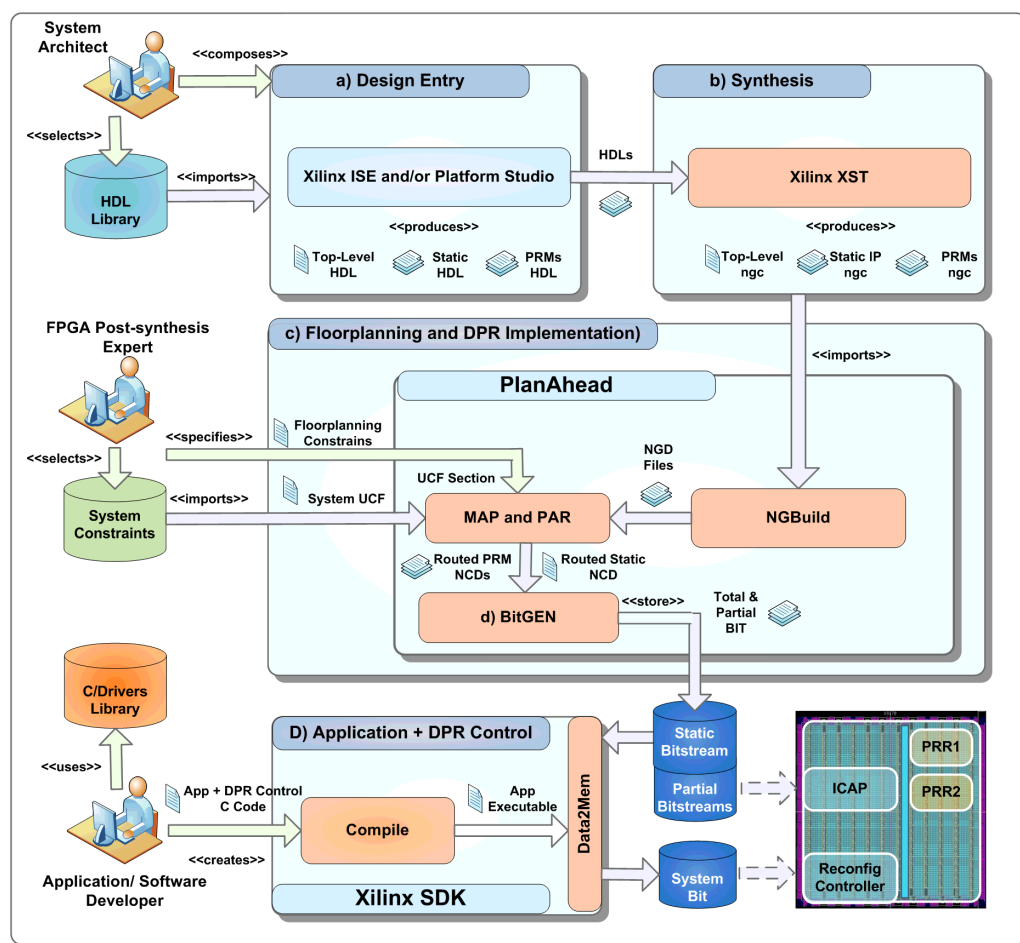 System
Architect
<<composes>>
a) Design Entry
b) Synthesis
<<selects>>
HDL
Library
<<imports>>
Xilinx ISE and/or Platform Studio
HDLs
Xilinx XST
<<produces>>
Top-Level
HDL
Static
HDL
PRMs
HDL
<<produces>>
Top-Level
ngc
Static IP
ngc
PRMs
ngc
<<imports>>
FPGA Post-synthesis
Expert
c) Floorplanning and DPR Implementation)
PlanAhead
<<specifies>>
Floorplanning
Constrains
<<selects>>
System
Constraints
<<imports>>
System UCF
UCF Section
NGD
Files
MAP and PAR
NGBuild
Routed PRM
NCDs
Routed Static
NCD
d) BitGEN
<<store>>
Total &
Partial
BIT
C/Drivers
Library
<<uses>>
D) Application + DPR Control
App + DPR Control
C Code
<<creates>>
Compile
App
Executable
Data2Mem
Xilinx SDK
Application/ Software
Developer
Static
Bitstream
Partial
Bitstreams
System
Bit
PRR1
PRR2
ICAP
Reconfig
Controller